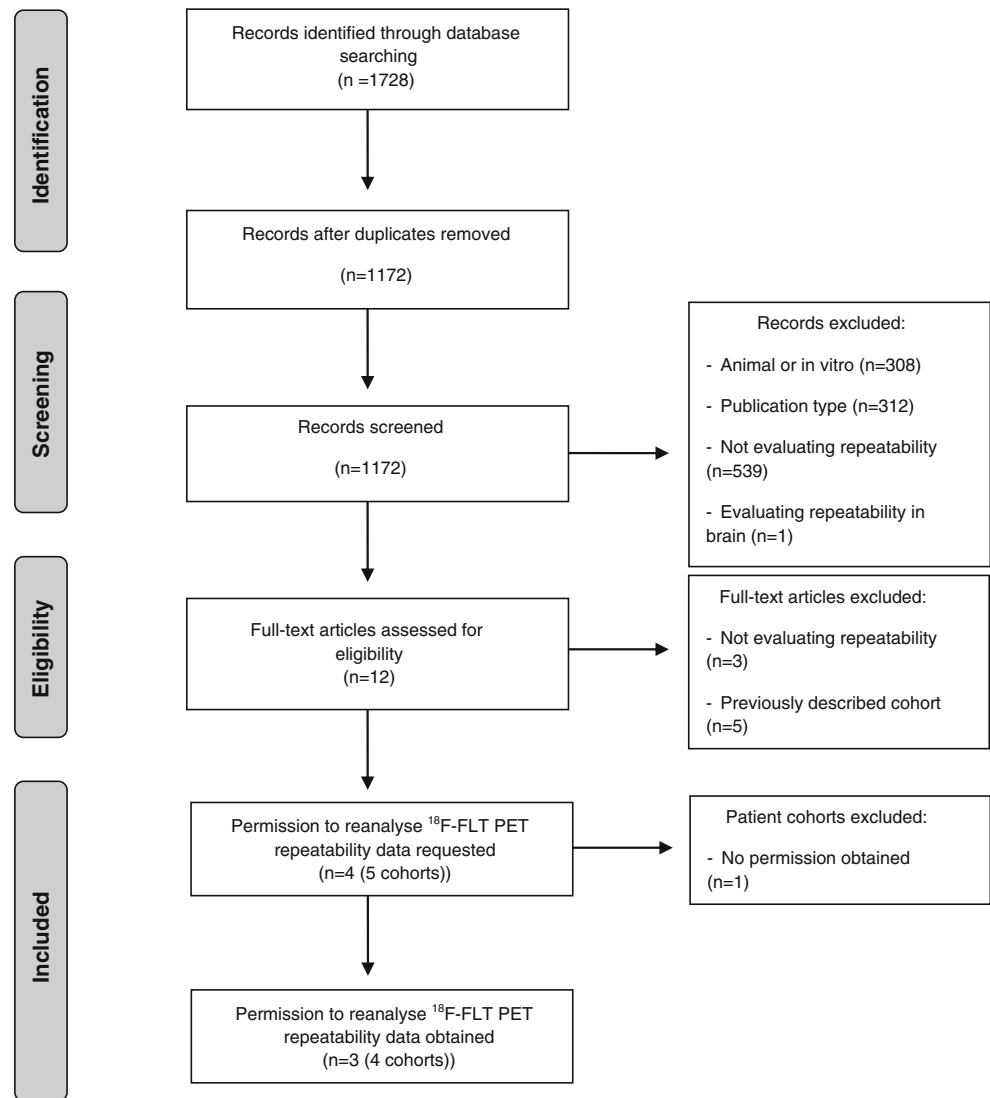 Identification
Records identified through database
searching
(n =1728)
Records after duplicates removed
(n=1172)
Screening
Records screened
(n=1172)
Records excluded:
- Animal or in vitro (n=308)
- Publication type (n=312)
- Not evaluating repeatability
(n=539)
- Evaluating repeatability in
brain (n=1)
Eligibility
Full-text articles assessed for
eligibility
(n=12)
Full-text articles excluded:
- Not evaluating repeatability
(n=3)
- Previously described cohort
(n=5)
Included
Permission to reanalyse ¹⁸F-FLT PET
repeatability data requested
(n=4 (5 cohorts))
Patient cohorts excluded:
- No permission obtained
(n=1)
Permission to reanalyse ¹⁸F-FLT PET
repeatability data obtained
(n=3 (4 cohorts))